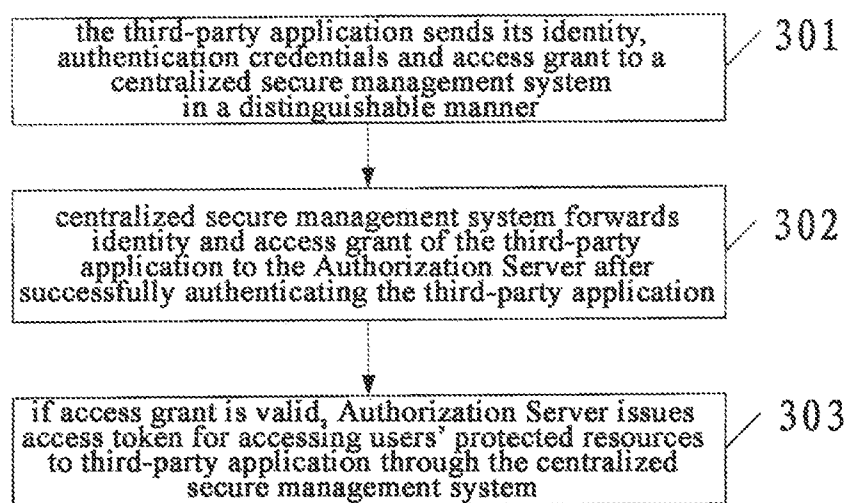 the third-party application sends its identity,
authentication credentials and access grant to a
centralized secure management system
in a distinguishable manner
301
centralized secure management system forwards
identity and access grant of the third-party
application to the Authorization Server after
successfully authenticating the third-party application
302
if access grant is valid, Authorization Server issues
access token for accessing users' protected resources
to third-party application through the centralized
secure management system
303